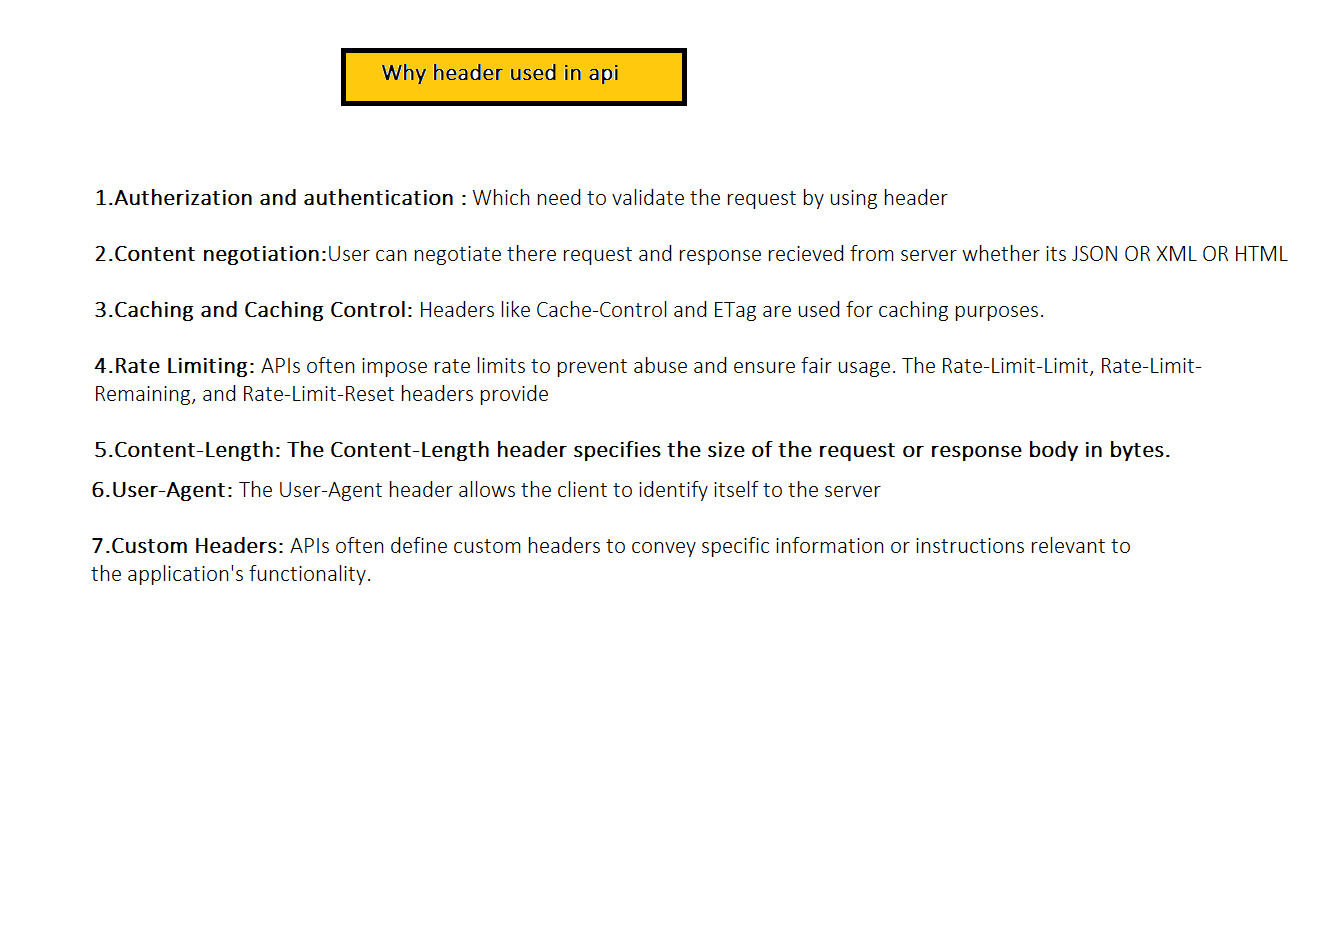 Why header used in api
1.Autherization and authentication : Which need to validate the request by using header
2.Content negotiation:User can negotiate there request and response recieved from server whether its JSON OR XML OR HTML
3.Caching and Caching Control: Headers like Cache-Control and ETag are used for caching purposes.
4.Rate Limiting: APIs often impose rate limits to prevent abuse and ensure fair usage. The Rate-Limit-Limit, Rate-Limit-
Remaining, and Rate-Limit-Reset headers provide
5.Content-Length: The Content-Length header specifies the size of the request or response body in bytes.
6.User-Agent: The User-Agent header allows the client to identify itself to the server
7.Custom Headers: APIs often define custom headers to convey specific information or instructions relevant to
the application's functionality.